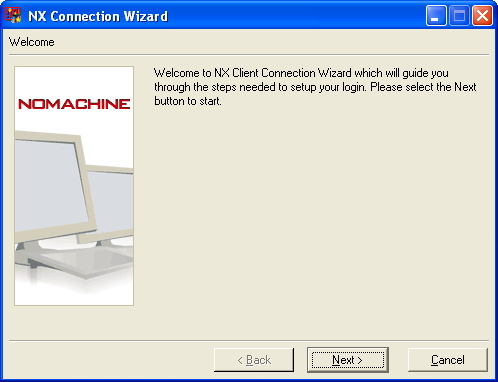 NX Connection Wizard
Welcome
NOMACHINE
Welcome to NX Client Connection Wizard which will guide you
through the steps needed to setup your login. Please select the Next
button to start.
< Back
Next >
Cancel